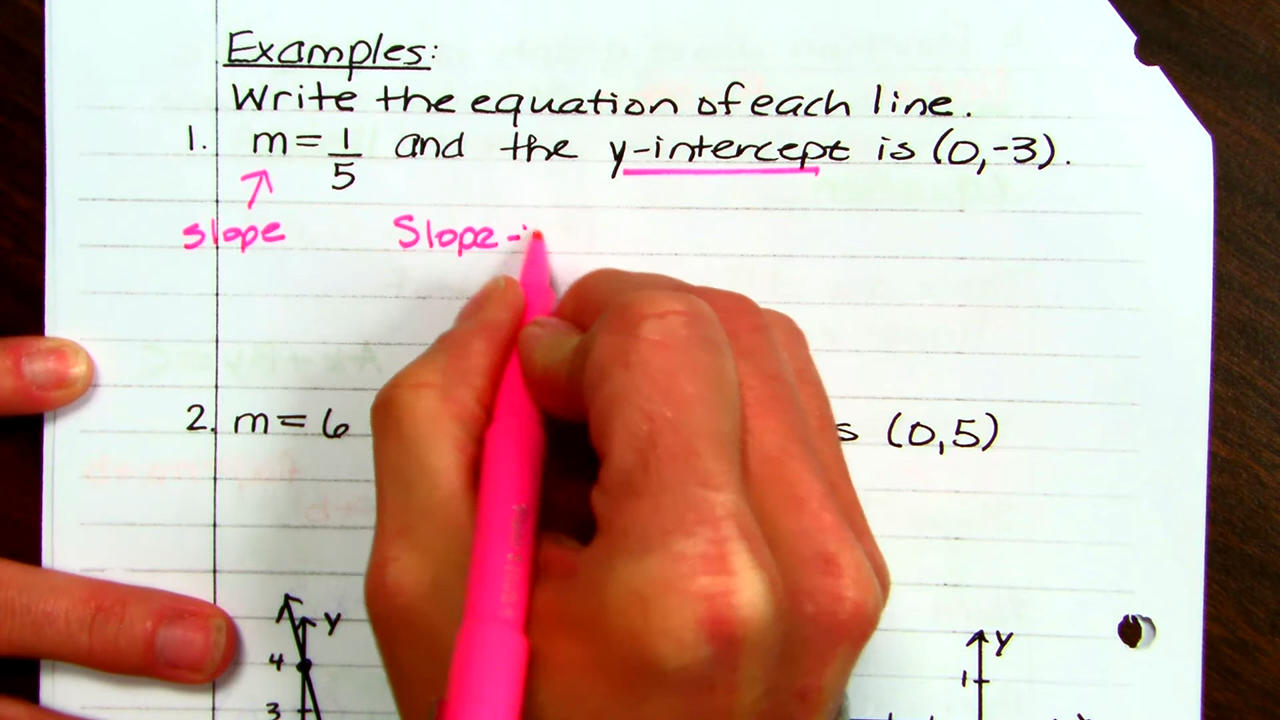 Examples:
Write the equation of each line.
1. m = 1/5 and the y-intercept is (0,-3).
slope Slope -
2. m = 6 s (0,5)
Y
4
3
Y
1